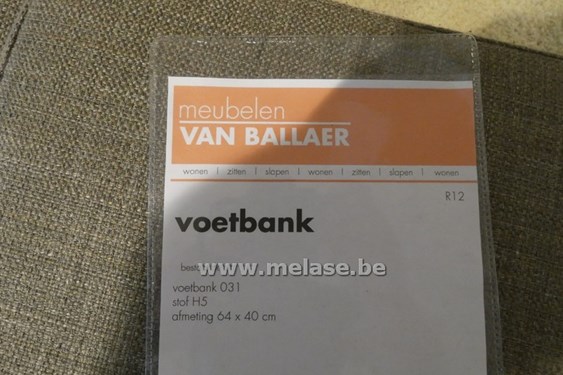 meubelen
VAN BALLAER
wonen | zitten | slapen | wonen | zitten | slapen | wonen
R12
voetbank
www.melase.be
voetbank 031
stof H5
afmeting 64 x 40 cm